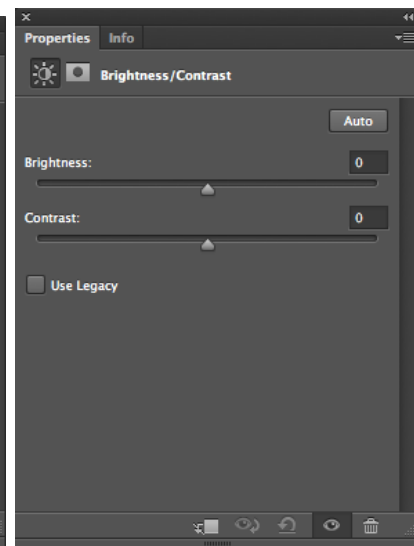 Properties Info
Brightness/Contrast
Auto
Brightness: 0
Contrast: 0
Use Legacy